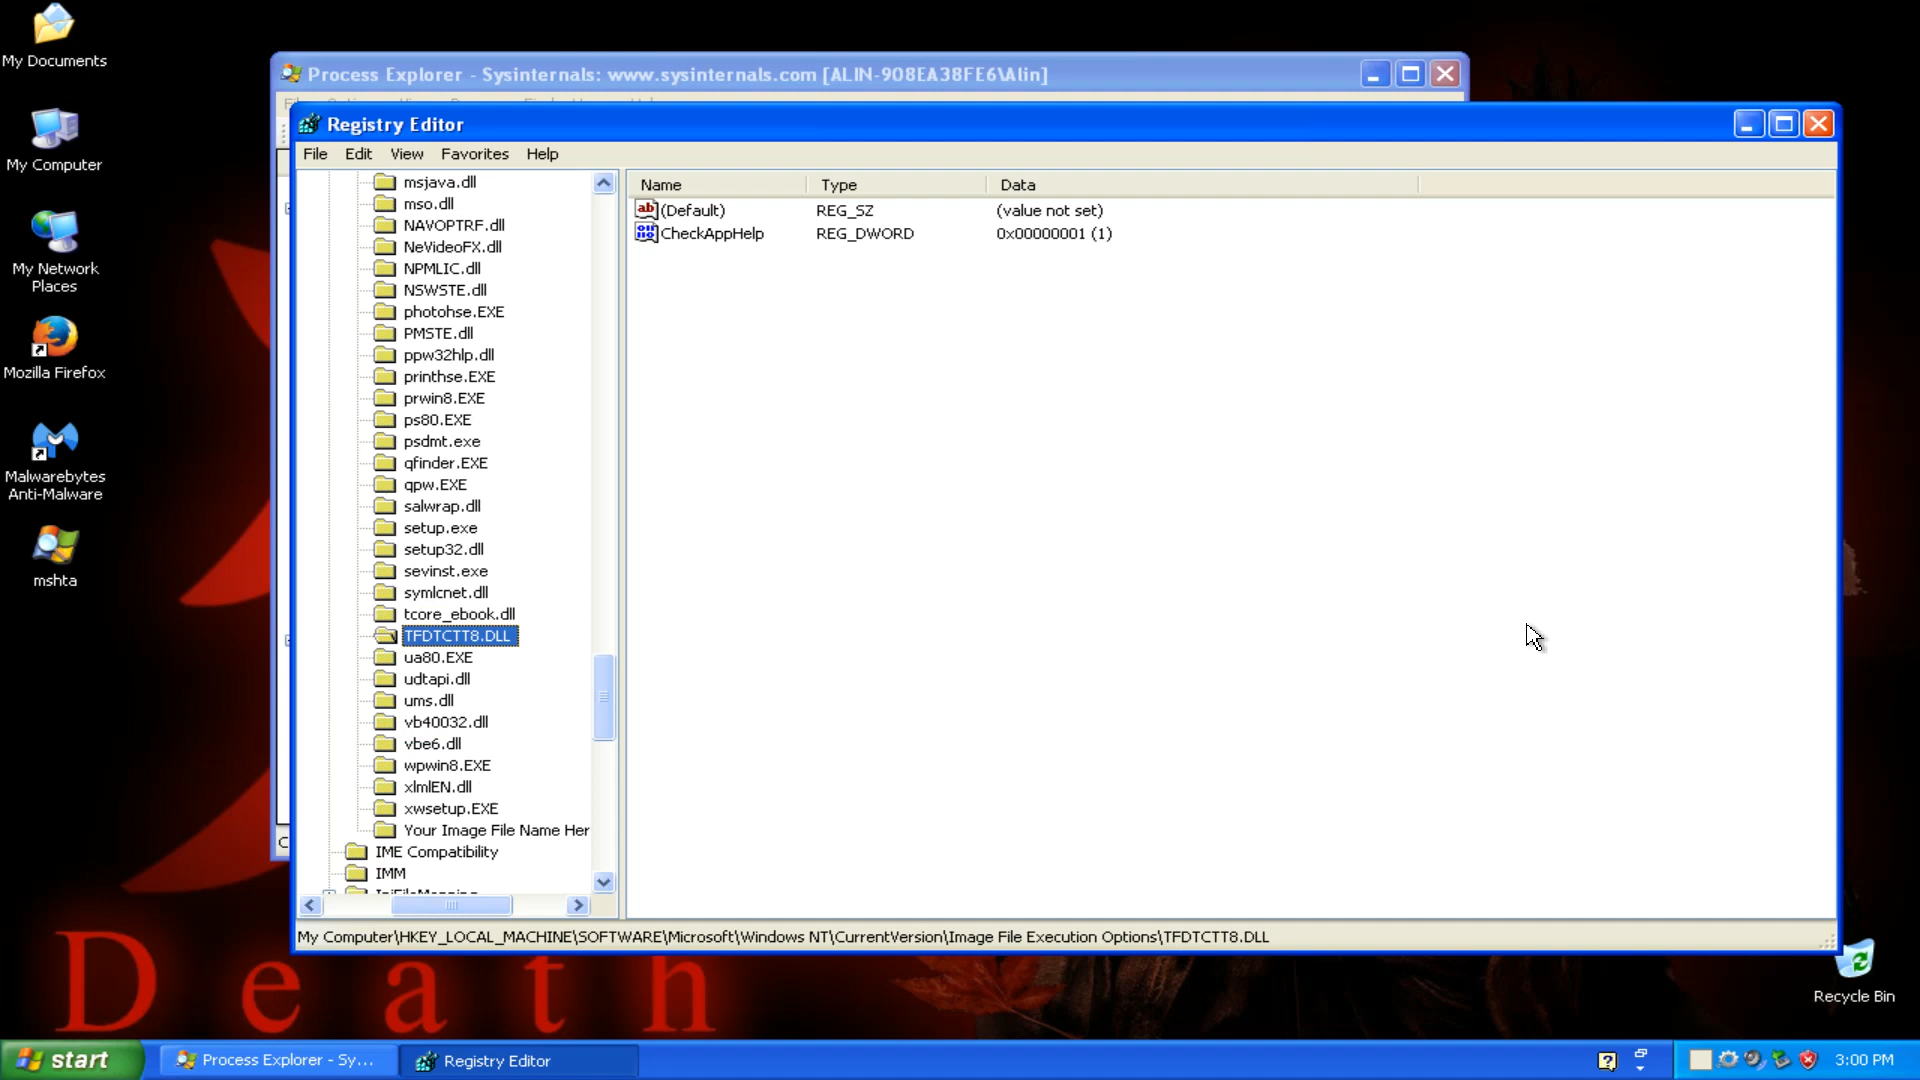 My Documents
My Computer
My Network
Places
Mozilla Firefox
Malwarebytes
Anti-Malware
mshta
Process Explorer - Sysinternals: www.sysinternals.com [ALIN-908EA38FE6\Alin]
Registry Editor
File Edit View Favorites Help
msjava.dll
mso.dll
NAVOPTRF.dll
NeVideoFX.dll
NPMLIC.dll
NSWSTE.dll
photohse.EXE
PMSTE.dll
ppw32hlp.dll
printhse.EXE
prwin8.EXE
ps80.EXE
psdmt.exe
qfinder.EXE
qpw.EXE
salwrap.dll
setup.exe
setup32.dll
sevinst.exe
symlcnet.dll
tcore_ebook.dll
TFDTCTT8.DLL
ua80.EXE
udtapi.dll
ums.dll
vb40032.dll
vbe6.dll
wpwin8.EXE
xlmlEN.dll
xwsetup.EXE
Your Image File Name Her
IME Compatibility
IMM
Name Type Data
(Default) REG_SZ (value not set)
CheckAppHelp REG_DWORD 0x00000001 (1)
My Computer\HKEY_LOCAL_MACHINE\SOFTWARE\Microsoft\Windows NT\CurrentVersion\Image File Execution Options\TFDTCTT8.DLL
Death
Recycle Bin
start
Process Explorer - Sy...
Registry Editor
3:00 PM